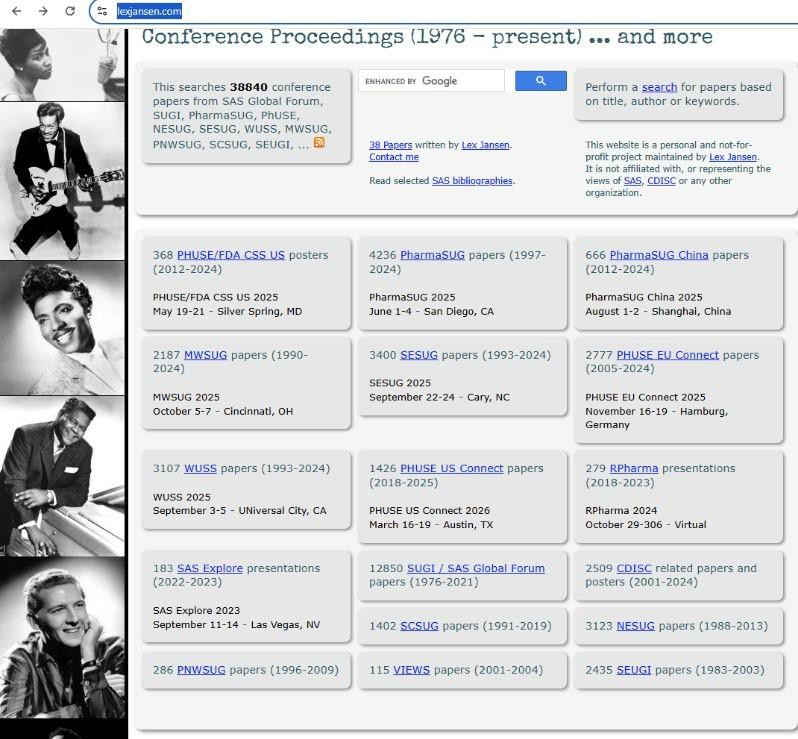 lexjansen.com
Conference Proceedings (1976 - present) ... and more
This searches 38840 conference
papers from SAS Global Forum,
SUGI, PharmaSUG, PhUSE,
NESUG, SESUG, WUSS, MWSUG,
PNWSUG, SCSUG, SEUGI, ...
ENHANCED BY Google
38 Papers written by Lex Jansen.
Contact me
Read selected SAS bibliographies.
Perform a search for papers based
on title, author or keywords.
This website is a personal and not-for-
profit project maintained by Lex Jansen.
It is not affiliated with, or representing the
views of SAS, CDISC or any other
organization.
368 PHUSE/FDA CSS US posters
(2012-2024)
PHUSE/FDA CSS US 2025
May 19-21 - Silver Spring, MD
4236 PharmaSUG papers (1997-
2024)
PharmaSUG 2025
June 1-4 - San Diego, CA
666 PharmaSUG China papers
(2012-2024)
PharmaSUG China 2025
August 1-2 - Shanghai, China
2187 MWSUG papers (1990-
2024)
MWSUG 2025
October 5-7 - Cincinnati, OH
3400 SESUG papers (1993-2024)
SESUG 2025
September 22-24 - Cary, NC
2777 PHUSE EU Connect papers
(2005-2024)
PHUSE EU Connect 2025
November 16-19 - Hamburg,
Germany
3107 WUSS papers (1993-2024)
WUSS 2025
September 3-5 - UNiversal City, CA
1426 PHUSE US Connect papers
(2018-2025)
PHUSE US Connect 2026
March 16-19 - Austin, TX
279 RPharma presentations
(2018-2023)
RPharma 2024
October 29-306 - Virtual
183 SAS Explore presentations
(2022-2023)
SAS Explore 2023
September 11-14 - Las Vegas, NV
12850 SUGI / SAS Global Forum
papers (1976-2021)
2509 CDISC related papers and
posters (2001-2024)
1402 SCSUG papers (1991-2019)
3123 NESUG papers (1988-2013)
286 PNWSUG papers (1996-2009)
115 VIEWS papers (2001-2004)
2435 SEUGI papers (1983-2003)